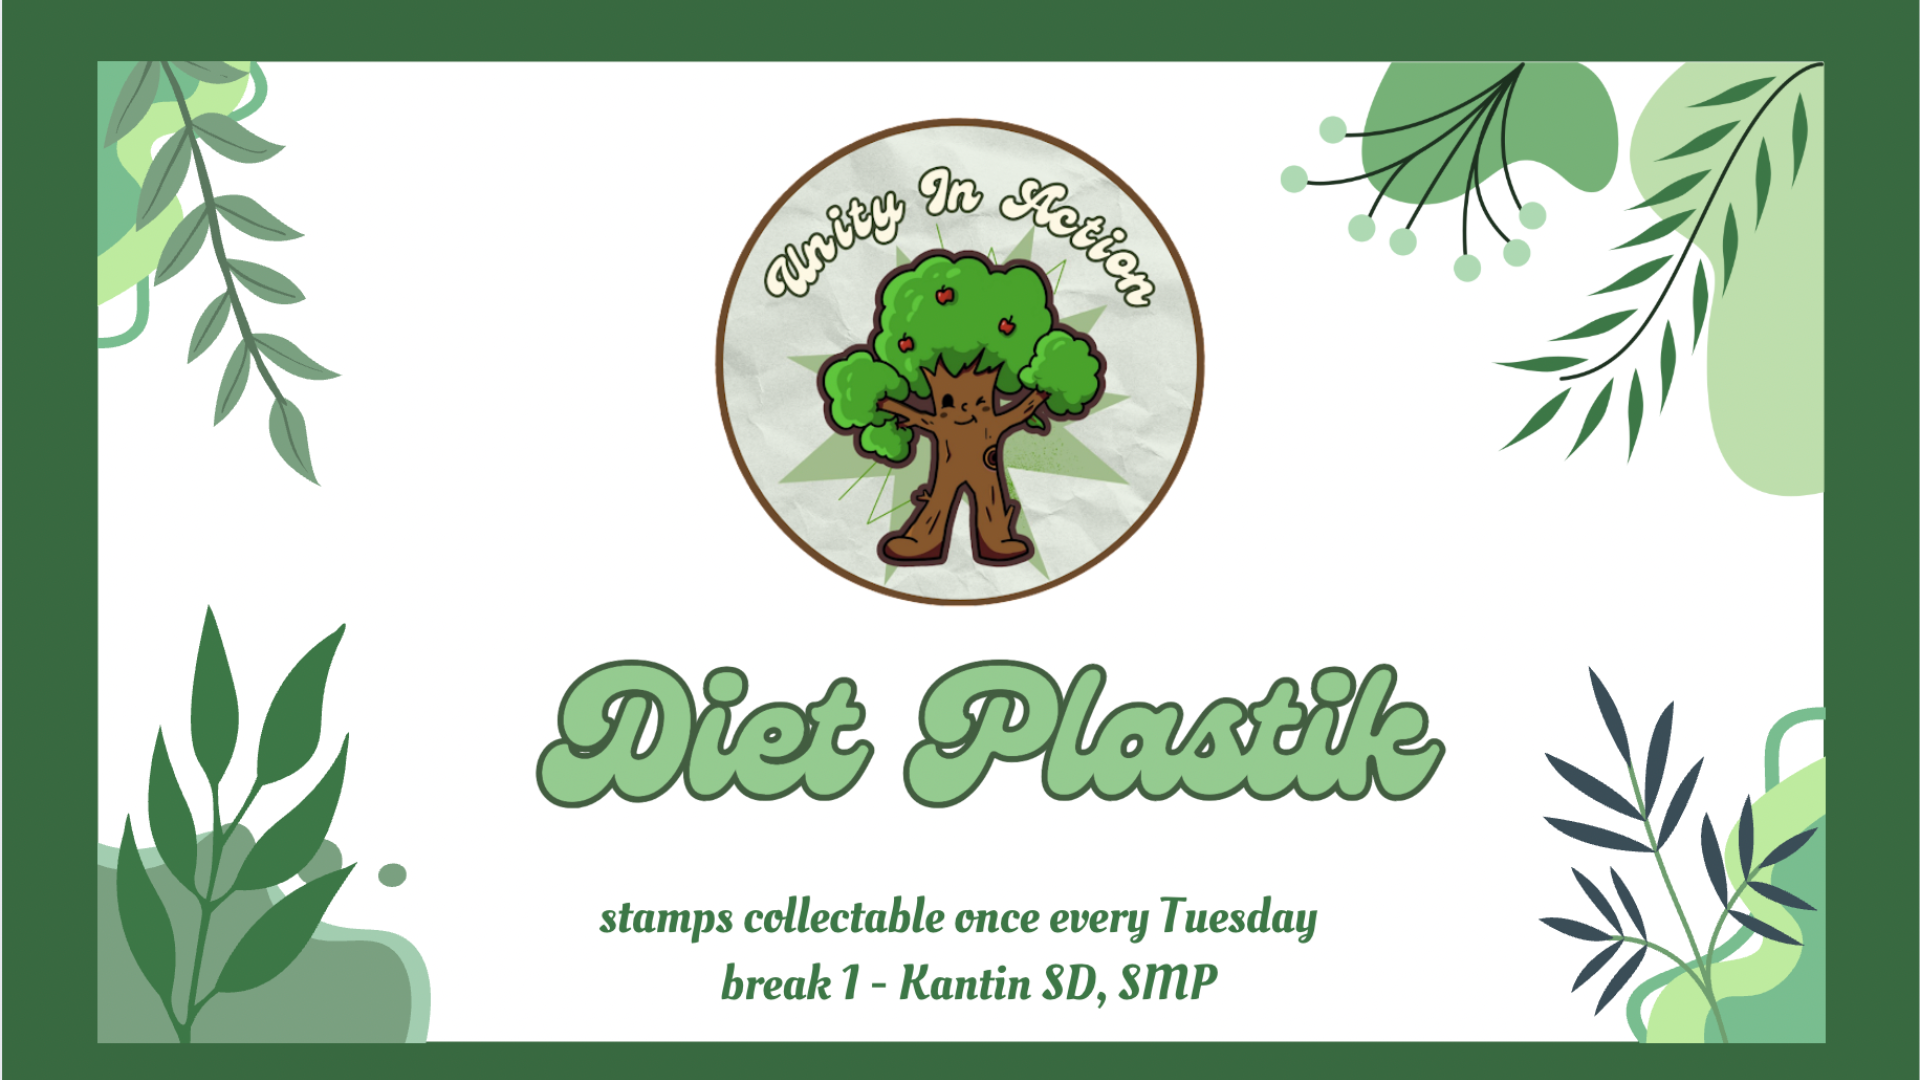 Unity In Action
Diet Plastik
stamps collectable once every Tuesday
break 1 - Kantin SD, SMP